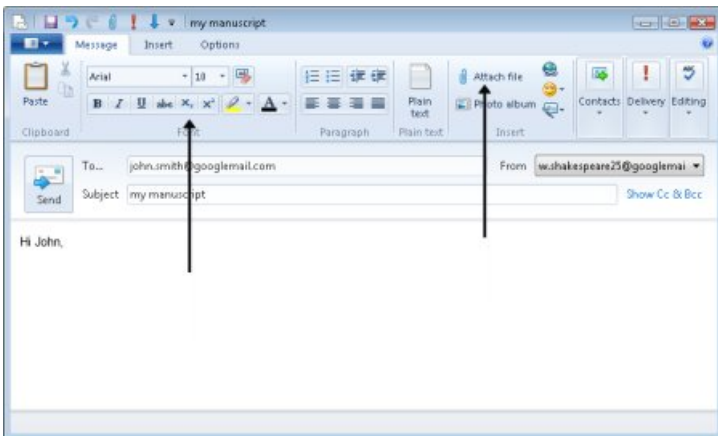 my manuscript
Message Insert Options
Arial 10
Attach file
Paste
B I U abc X₂ X² A
Plain text
Photo album
Contacts Delivery Editing
Clipboard Font Paragraph Plain text Insert
To... john.smith@googlemail.com From w.shakespeare25@googlemai
Send
Subject my manuscript Show Cc & Bcc
Hi John,